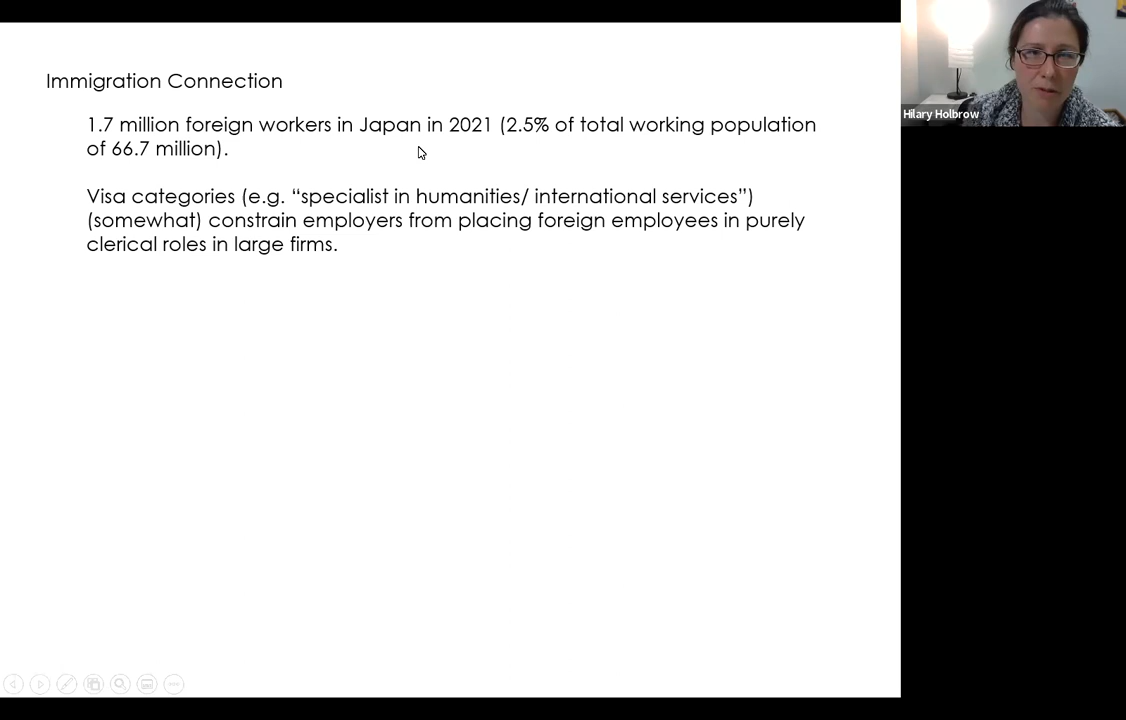 Immigration Connection
1.7 million foreign workers in Japan in 2021 (2.5% of total working population
of 66.7 million).
Visa categories (e.g. “specialist in humanities/ international services”)
(somewhat) constrain employers from placing foreign employees in purely
clerical roles in large firms.
Hilary Holbrow